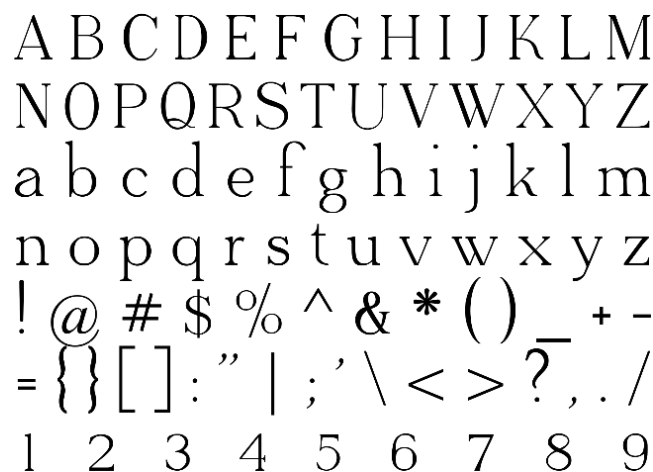 A B C D E F G H I J K L M
N O P Q R S T U V W X Y Z
a b c d e f g h i j k l m
n o p q r s t u v w x y z
! @ # $ % ^ & * ( ) _ + -
= { } [ ] : " | ; ' \ < > ? , . /
1 2 3 4 5 6 7 8 9